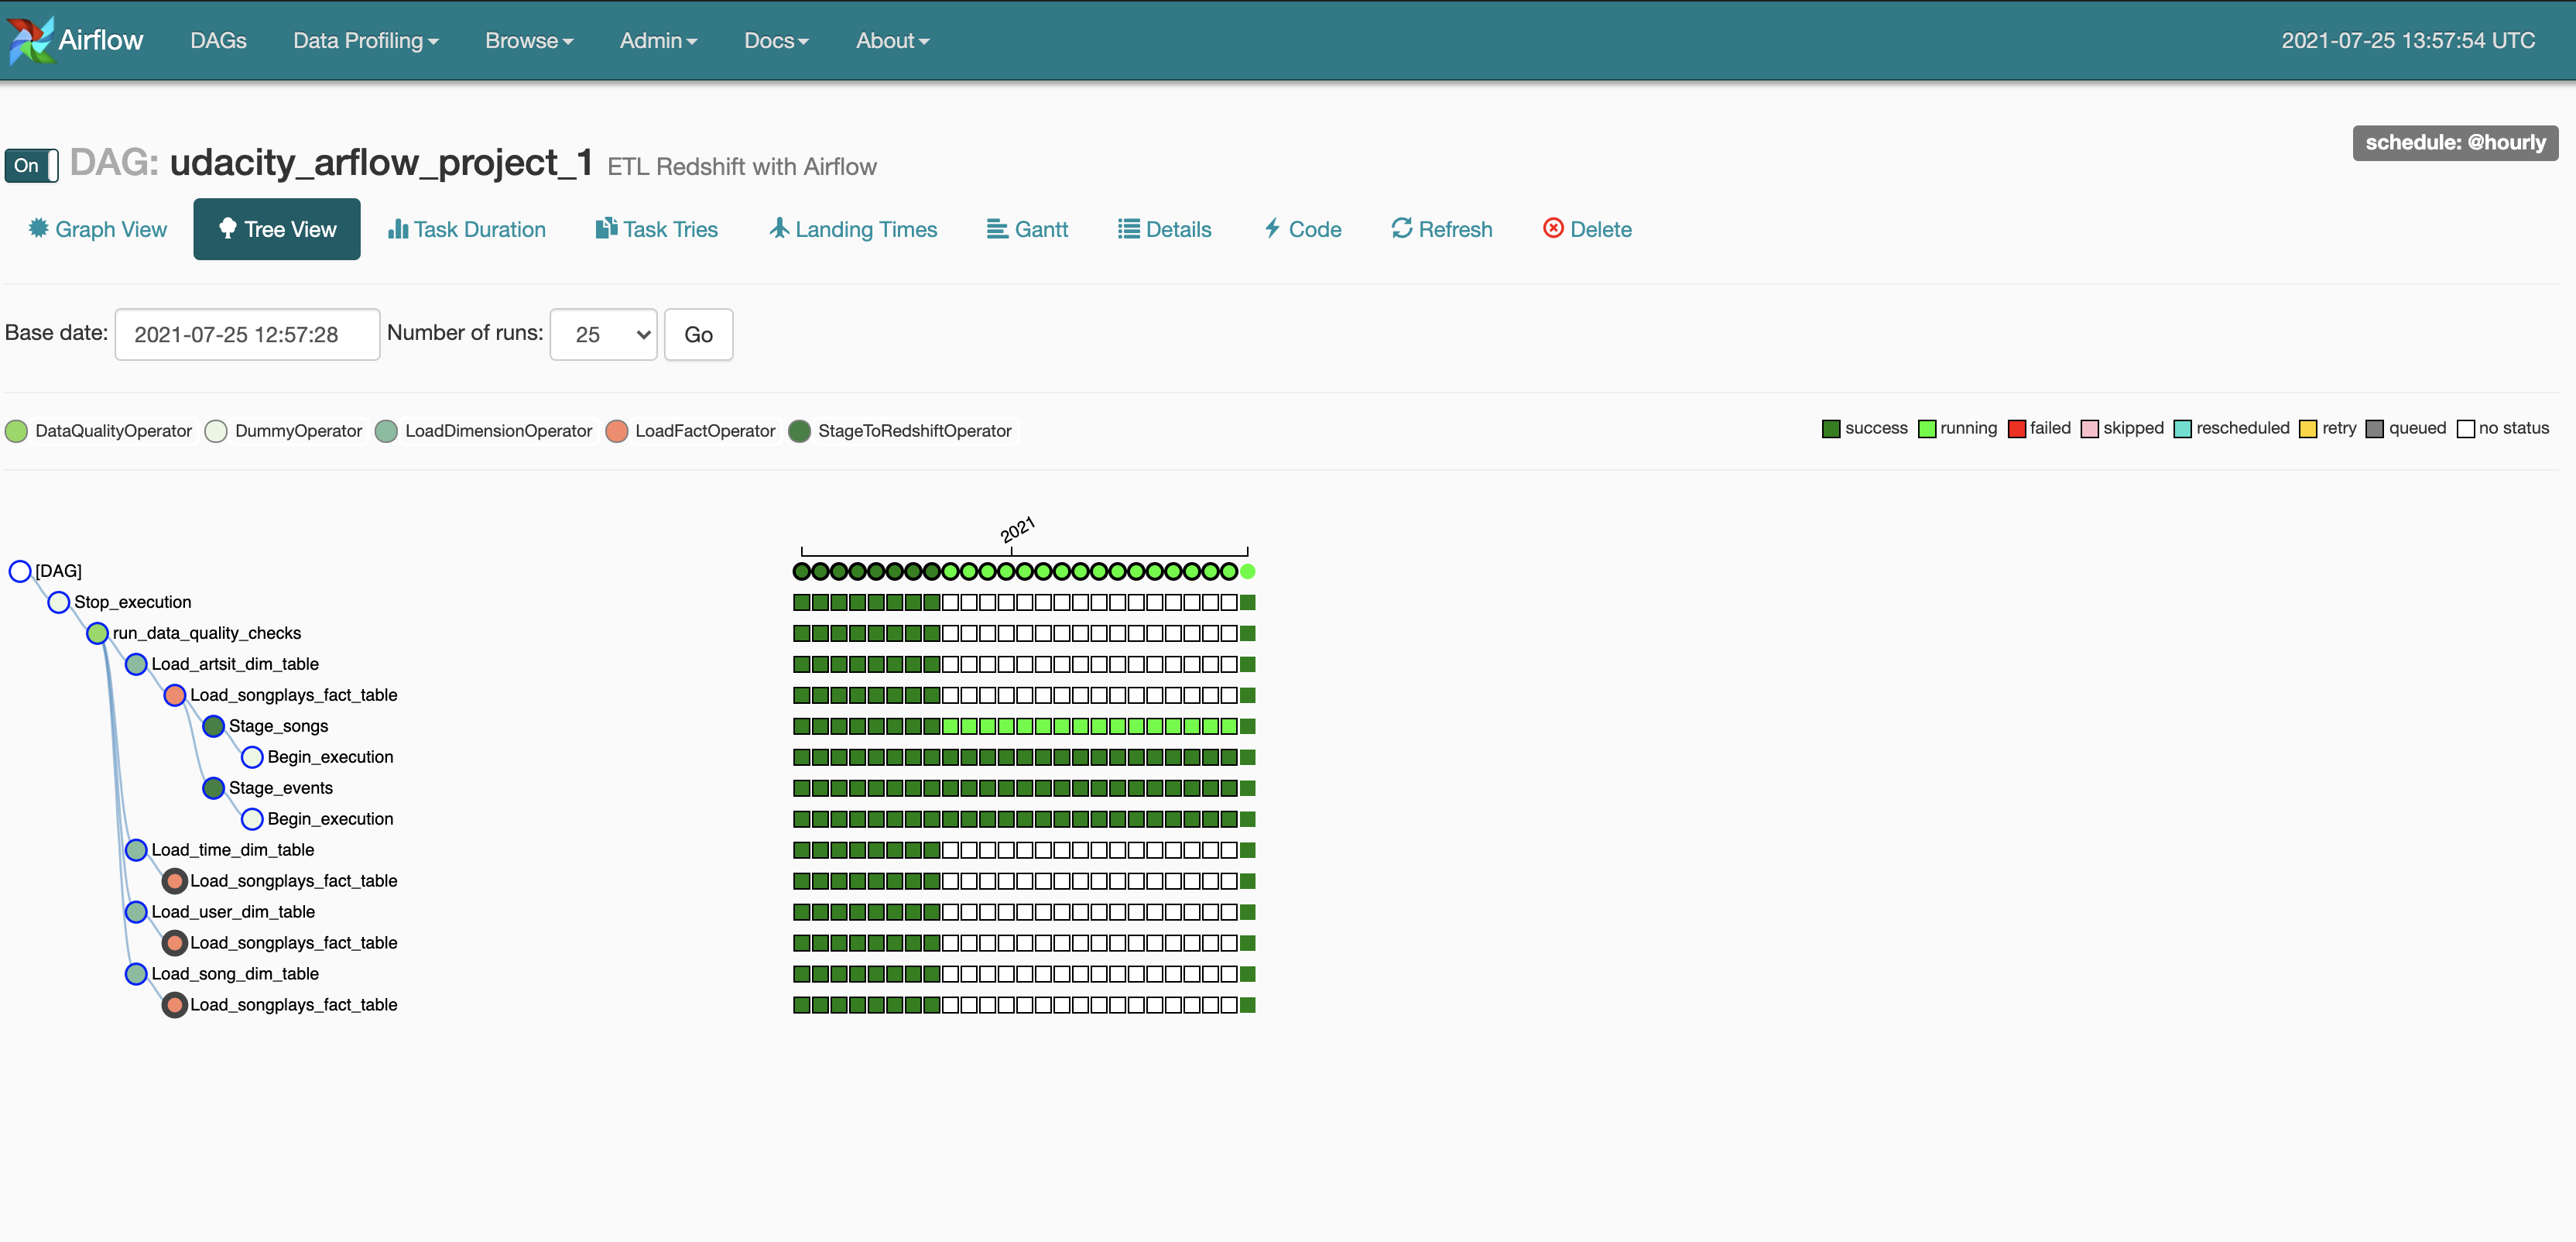 Airflow DAGs Data Profiling Browse Admin Docs About 2021-07-25 13:57:54 UTC
schedule: @hourly
On DAG: udacity_arflow_project_1 ETL Redshift with Airflow
Graph View Tree View Task Duration Task Tries Landing Times Gantt Details Code Refresh Delete
Base date: 2021-07-25 12:57:28 Number of runs: 25 Go
DataQualityOperator DummyOperator LoadDimensionOperator LoadFactOperator StageToRedshiftOperator success running failed skipped rescheduled retry queued no status
2021
[DAG]
Stop_execution
run_data_quality_checks
Load_artsit_dim_table
Load_songplays_fact_table
Stage_songs
Begin_execution
Stage_events
Begin_execution
Load_time_dim_table
Load_songplays_fact_table
Load_user_dim_table
Load_songplays_fact_table
Load_song_dim_table
Load_songplays_fact_table